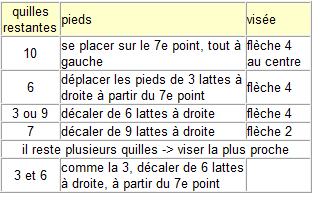 quilles restantes pieds visée
10 se placer sur le 7e point, tout à gauche flèche 4 au centre
6 déplacer les pieds de 3 lattes à droite à partir du 7e point flèche 4
3 ou 9 décaler de 6 lattes à droite flèche 4
7 décaler de 9 lattes à droite flèche 2
il reste plusieurs quilles -> viser la plus proche
3 et 6 comme la 3, décaler de 6 lattes à droite, à partir du 7e point